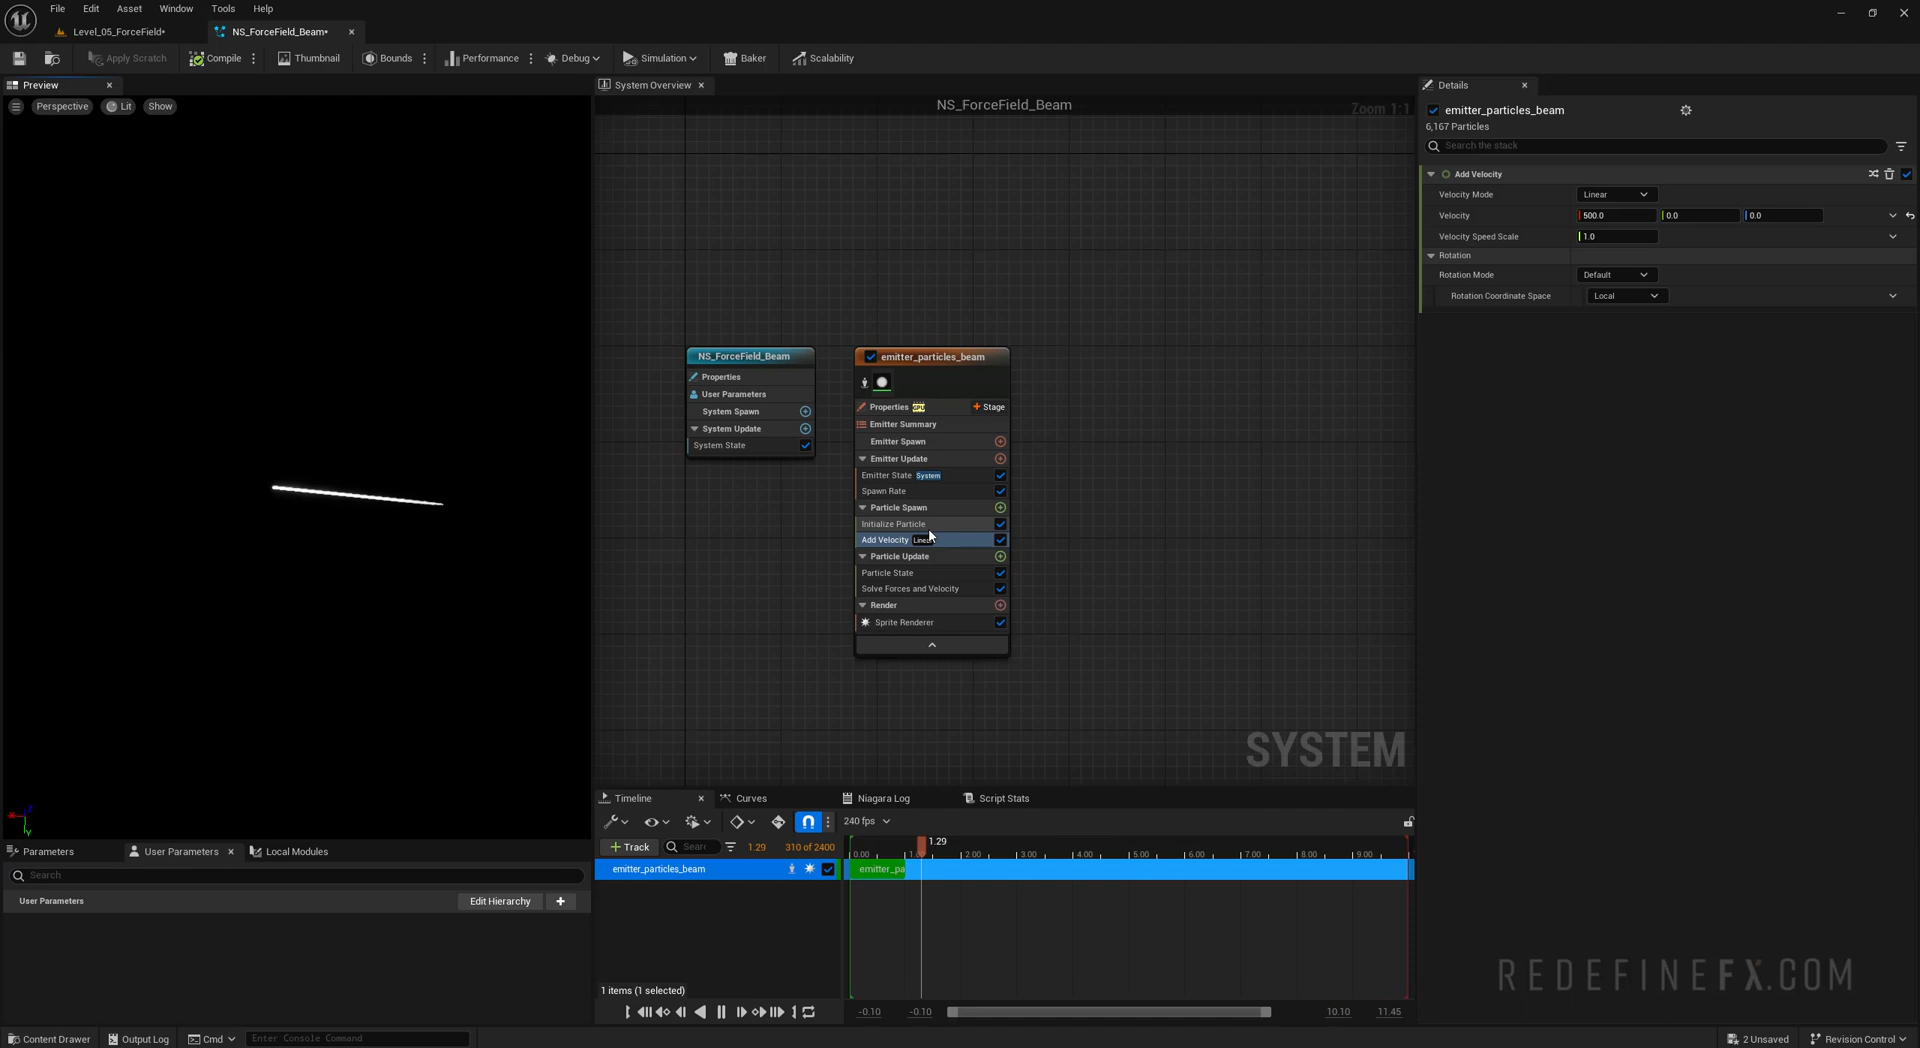 File Edit Asset Window Tools Help
Level_05_ForceField*
NS_ForceField_Beam*
Apply Scratch
Compile
Thumbnail
Bounds
Performance
Debug
Simulation
Baker
Scalability
Preview
System Overview
Details
Perspective
Lit
Show
NS_ForceField_Beam
Zoom 1:1
emitter_particles_beam
6,167 Particles
Search the stack
Add Velocity
Velocity Mode
Linear
Velocity
500.0
0.0
0.0
Velocity Speed Scale
1.0
Rotation
Rotation Mode
Default
Rotation Coordinate Space
Local
NS_ForceField_Beam
Properties
User Parameters
System Spawn
System Update
System State
emitter_particles_beam
Properties GPU
Stage
Emitter Summary
Emitter Spawn
Emitter Update
Emitter State System
Spawn Rate
Particle Spawn
Initialize Particle
Add Velocity
Particle Update
Particle State
Solve Forces and Velocity
Render
Sprite Renderer
SYSTEM
Y
Timeline
Curves
Niagara Log
Script Stats
240 fps
+ Track
Sear
1.29
310 of 2400
1.29
0.00
2.00
3.00
4.00
5.00
6.00
7.00
8.00
9.00
emitter_particles_beam
emitter_pa
Parameters
User Parameters
Local Modules
Search
User Parameters
Edit Hierarchy
+
1 items (1 selected)
-0.10
-0.10
10.10
11.45
REDEFINEFX.COM
Content Drawer
Output Log
Cmd
Enter Console Command
2 Unsaved
Revision Control